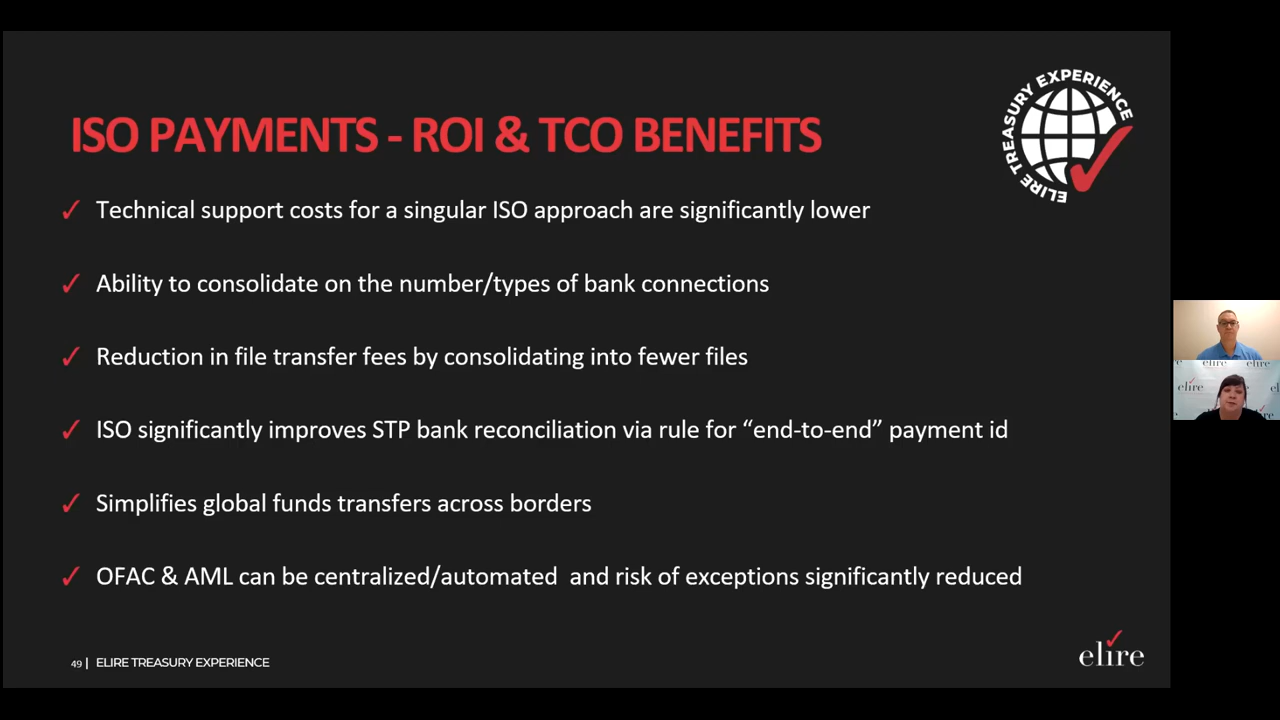 ISO PAYMENTS - ROI & TCO BENEFITS
ELIRE TREASURY EXPERIENCE
✓ Technical support costs for a singular ISO approach are significantly lower
✓ Ability to consolidate on the number/types of bank connections
✓ Reduction in file transfer fees by consolidating into fewer files
✓ ISO significantly improves STP bank reconciliation via rule for “end-to-end” payment id
✓ Simplifies global funds transfers across borders
✓ OFAC & AML can be centralized/automated  and risk of exceptions significantly reduced
49 | ELIRE TREASURY EXPERIENCE
elire
elire elire
elire